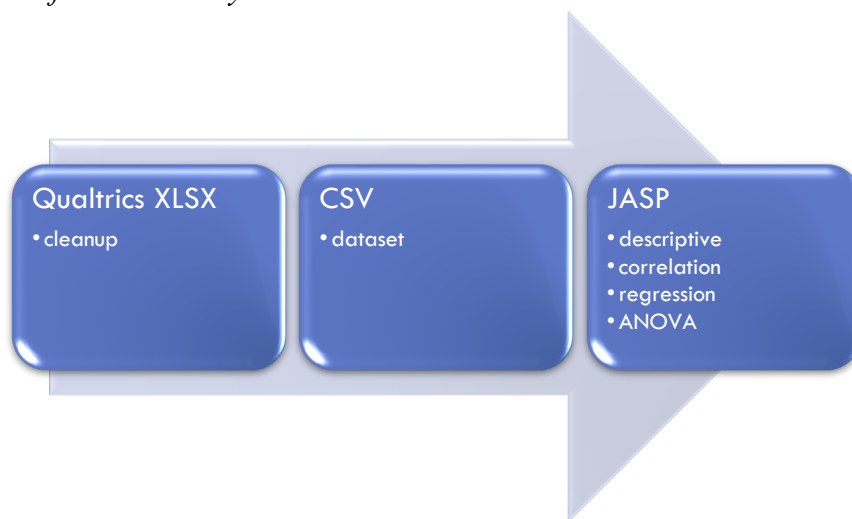 Qualtrics XLSX
• cleanup
CSV
• dataset
JASP
• descriptive
• correlation
• regression
• ANOVA